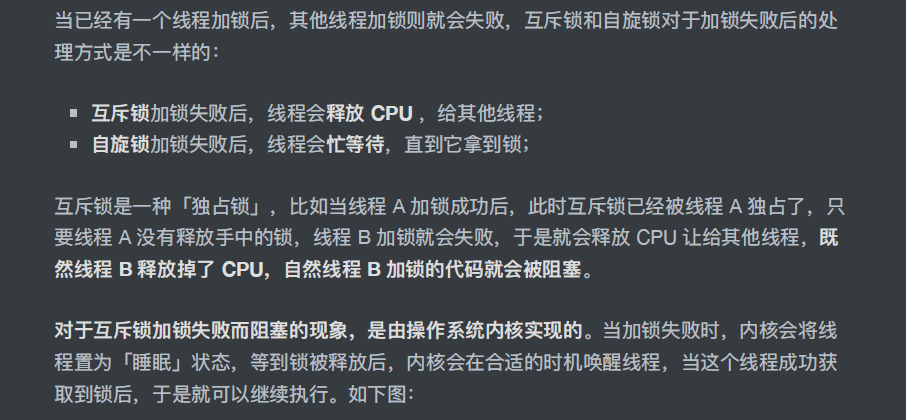 当已经有一个线程加锁后，其他线程加锁则就会失败，互斥锁和自旋锁对于加锁失败后的处
理方式是不一样的：
互斥锁加锁失败后，线程会释放 CPU ，给其他线程；
自旋锁加锁失败后，线程会忙等待，直到它拿到锁；
互斥锁是一种「独占锁」，比如当线程 A 加锁成功后，此时互斥锁已经被线程 A 独占了，只
要线程 A 没有释放手中的锁，线程 B 加锁就会失败，于是就会释放 CPU 让给其他线程，既
然线程 B 释放掉了 CPU，自然线程 B 加锁的代码就会被阻塞。
对于互斥锁加锁失败而阻塞的现象，是由操作系统内核实现的。当加锁失败时，内核会将线
程置为「睡眠」状态，等到锁被释放后，内核会在合适的时机唤醒线程，当这个线程成功获
取到锁后，于是就可以继续执行。如下图：